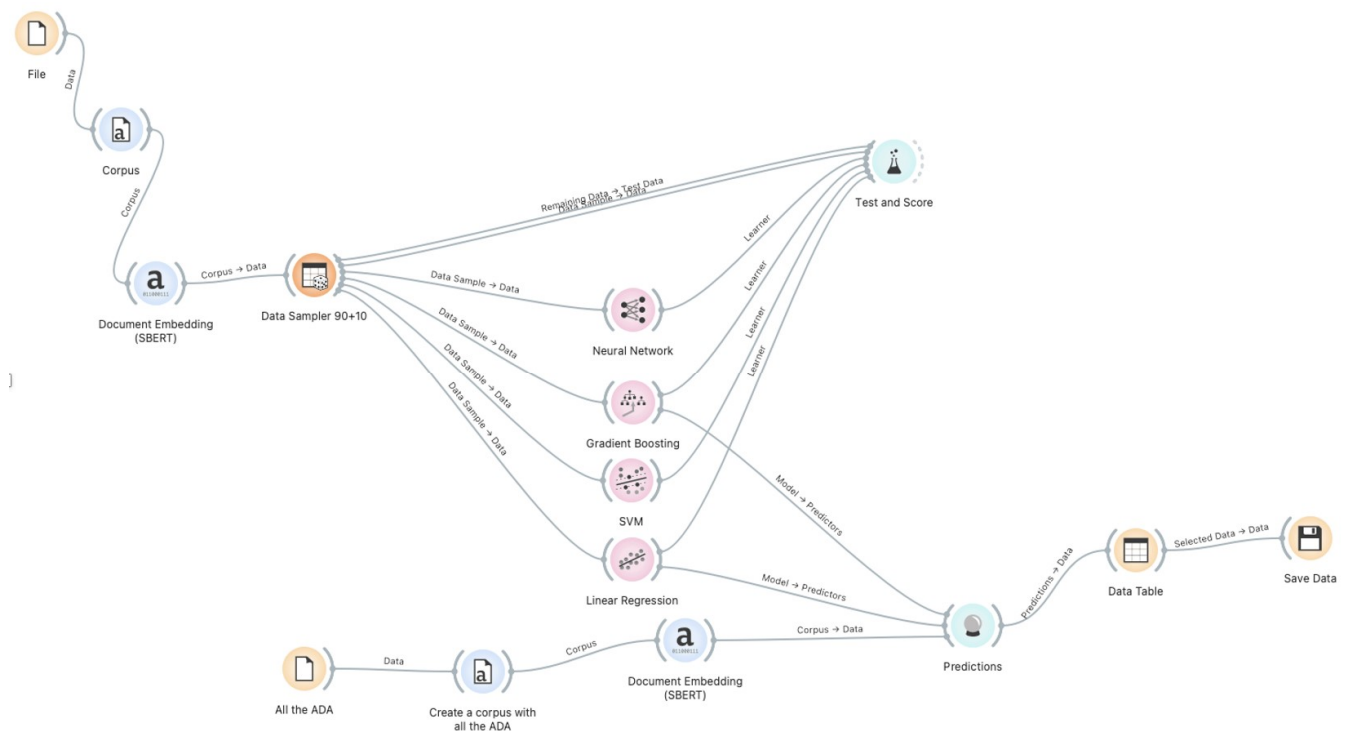 File
Data
a
Corpus
Corpus
a
Document Embedding
(SBERT)
Corpus → Data
Data Sampler 90+10
Remaining Data → Test Data
Data Sample → Data
Test and Score
Learner
Learner
Learner
Learner
Data Sample → Data
Data Sample → Data
Data Sample → Data
Data Sample → Data
Neural Network
Gradient Boosting
SVM
Linear Regression
Model → Predictors
Model → Predictors
All the ADA
Data
a
Create a corpus with
all the ADA
Corpus
a
Document Embedding
(SBERT)
Corpus → Data
Predictions
Predictions → Data
Data Table
Selected Data → Data
Save Data